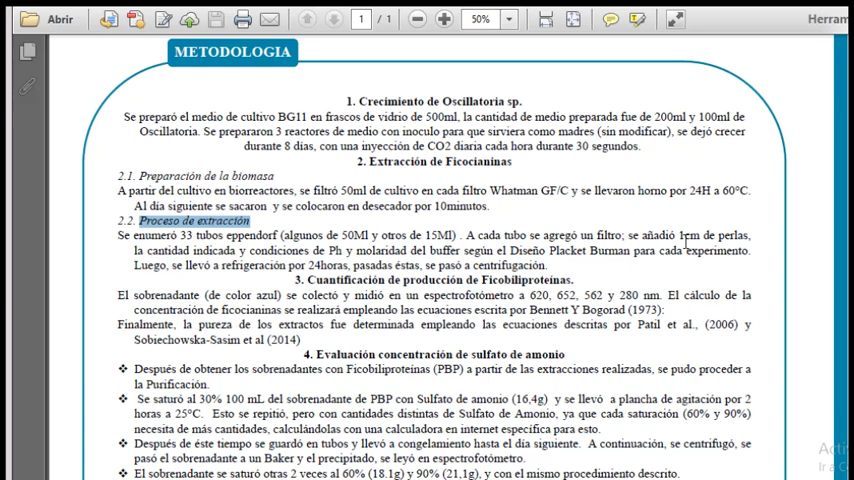 Abrir
1 / 1
50%
Herram
METODOLOGIA
1. Crecimiento de Oscillatoria sp.
Se preparó el medio de cultivo BG11 en frascos de vidrio de 500ml, la cantidad de medio preparada fue de 200ml y 100ml de
Oscillatoria. Se prepararon 3 reactores de medio con inoculo para que sirviera como madres (sin modificar), se dejó crecer
durante 8 días, con una inyección de CO2 diaria cada hora durante 30 segundos.
2. Extracción de Ficocianinas
2.1. Preparación de la biomasa
A partir del cultivo en biorreactores, se filtró 50ml de cultivo en cada filtro Whatman GF/C y se llevaron horno por 24H a 60°C.
Al día siguiente se sacaron y se colocaron en desecador por 10minutos.
2.2. Proceso de extracción
Se enumeró 33 tubos eppendorf (algunos de 50Ml y otros de 15Ml) . A cada tubo se agregó un filtro; se añadió 1cm de perlas,
la cantidad indicada y condiciones de Ph y molaridad del buffer según el Diseño Placket Burman para cada experimento.
Luego, se llevó a refrigeración por 24horas, pasadas éstas, se pasó a centrifugación.
3. Cuantificación de producción de Ficobiliproteínas.
El sobrenadante (de color azul) se colectó y midió en un espectrofotómetro a 620, 652, 562 y 280 nm. El cálculo de la
concentración de ficocianinas se realizará empleando las ecuaciones escrita por Bennett Y Bogorad (1973):
Finalmente, la pureza de los extractos fue determinada empleando las ecuaciones descritas por Patil et al., (2006) y
Sobiechowska-Sasim et al (2014)
4. Evaluación concentración de sulfato de amonio
❖ Después de obtener los sobrenadantes con Ficobiliproteínas (PBP) a partir de las extracciones realizadas, se pudo proceder a
la Purificación.
❖ Se saturó al 30% 100 mL del sobrenadante de PBP con Sulfato de amonio (16,4g) y se llevó a plancha de agitación por 2
horas a 25°C. Esto se repitió, pero con cantidades distintas de Sulfato de Amonio, ya que cada saturación (60% y 90%)
necesita de más cantidades, calculándolas con una calculadora en internet específica para esto.
❖ Después de éste tiempo se guardó en tubos y llevó a congelamiento hasta el día siguiente. A continuación, se centrifugó, se
pasó el sobrenadante a un Baker y el precipitado, se leyó en espectrofotómetro.
❖ El sobrenadante se saturó otras 2 veces al 60% (18.1g) y 90% (21,1g), y con el mismo procedimiento descrito.
Acti
Ir a C